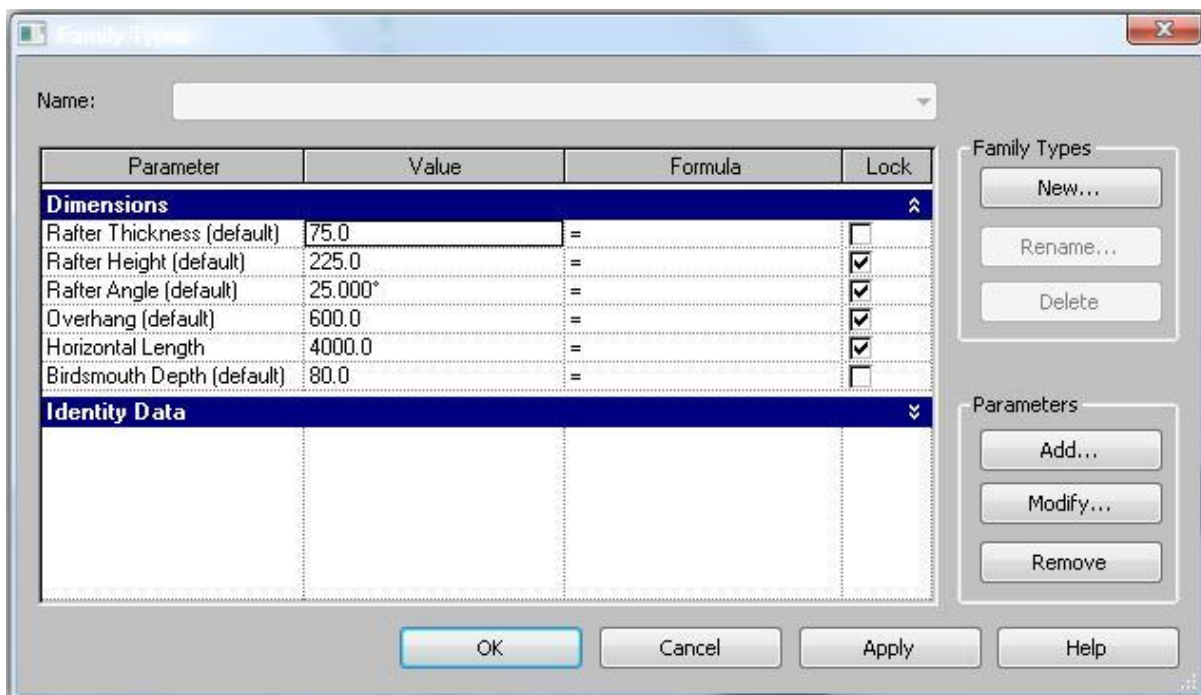 Family Types
Name:
Parameter Value Formula Lock
Dimensions
Rafter Thickness (default) 75.0 =
Rafter Height (default) 225.0 =
Rafter Angle (default) 25.000° =
Overhang (default) 600.0 =
Horizontal Length 4000.0 =
Birdsmouth Depth (default) 80.0 =
Identity Data
Family Types
New...
Rename...
Delete
Parameters
Add...
Modify...
Remove
OK Cancel Apply Help